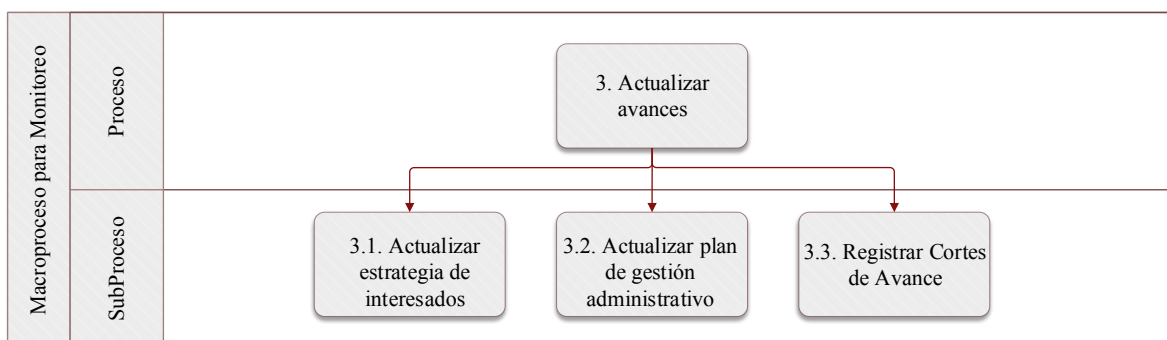 Macroproceso para Monitoreo
Proceso
3. Actualizar
avances
SubProceso
3.1. Actualizar
estrategia de
interesados
3.2. Actualizar plan
de gestión
administrativo
3.3. Registrar Cortes
de Avance